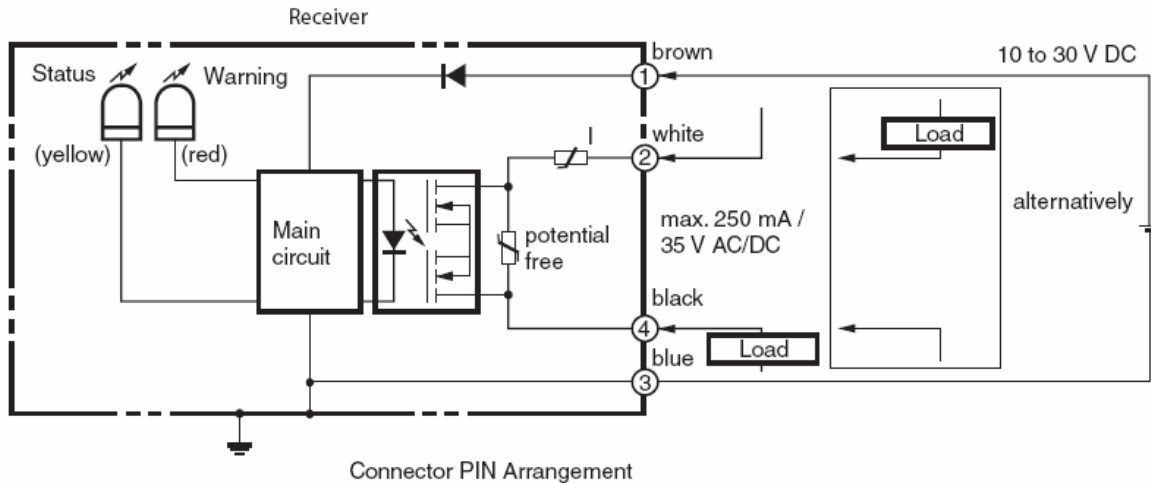 Receiver
Status
Warning
(yellow)
(red)
Main
circuit
I
potential
free
brown
1
10 to 30 V DC
white
2
Load
max. 250 mA /
35 V AC/DC
alternatively
black
4
Load
blue
3
Connector PIN Arrangement